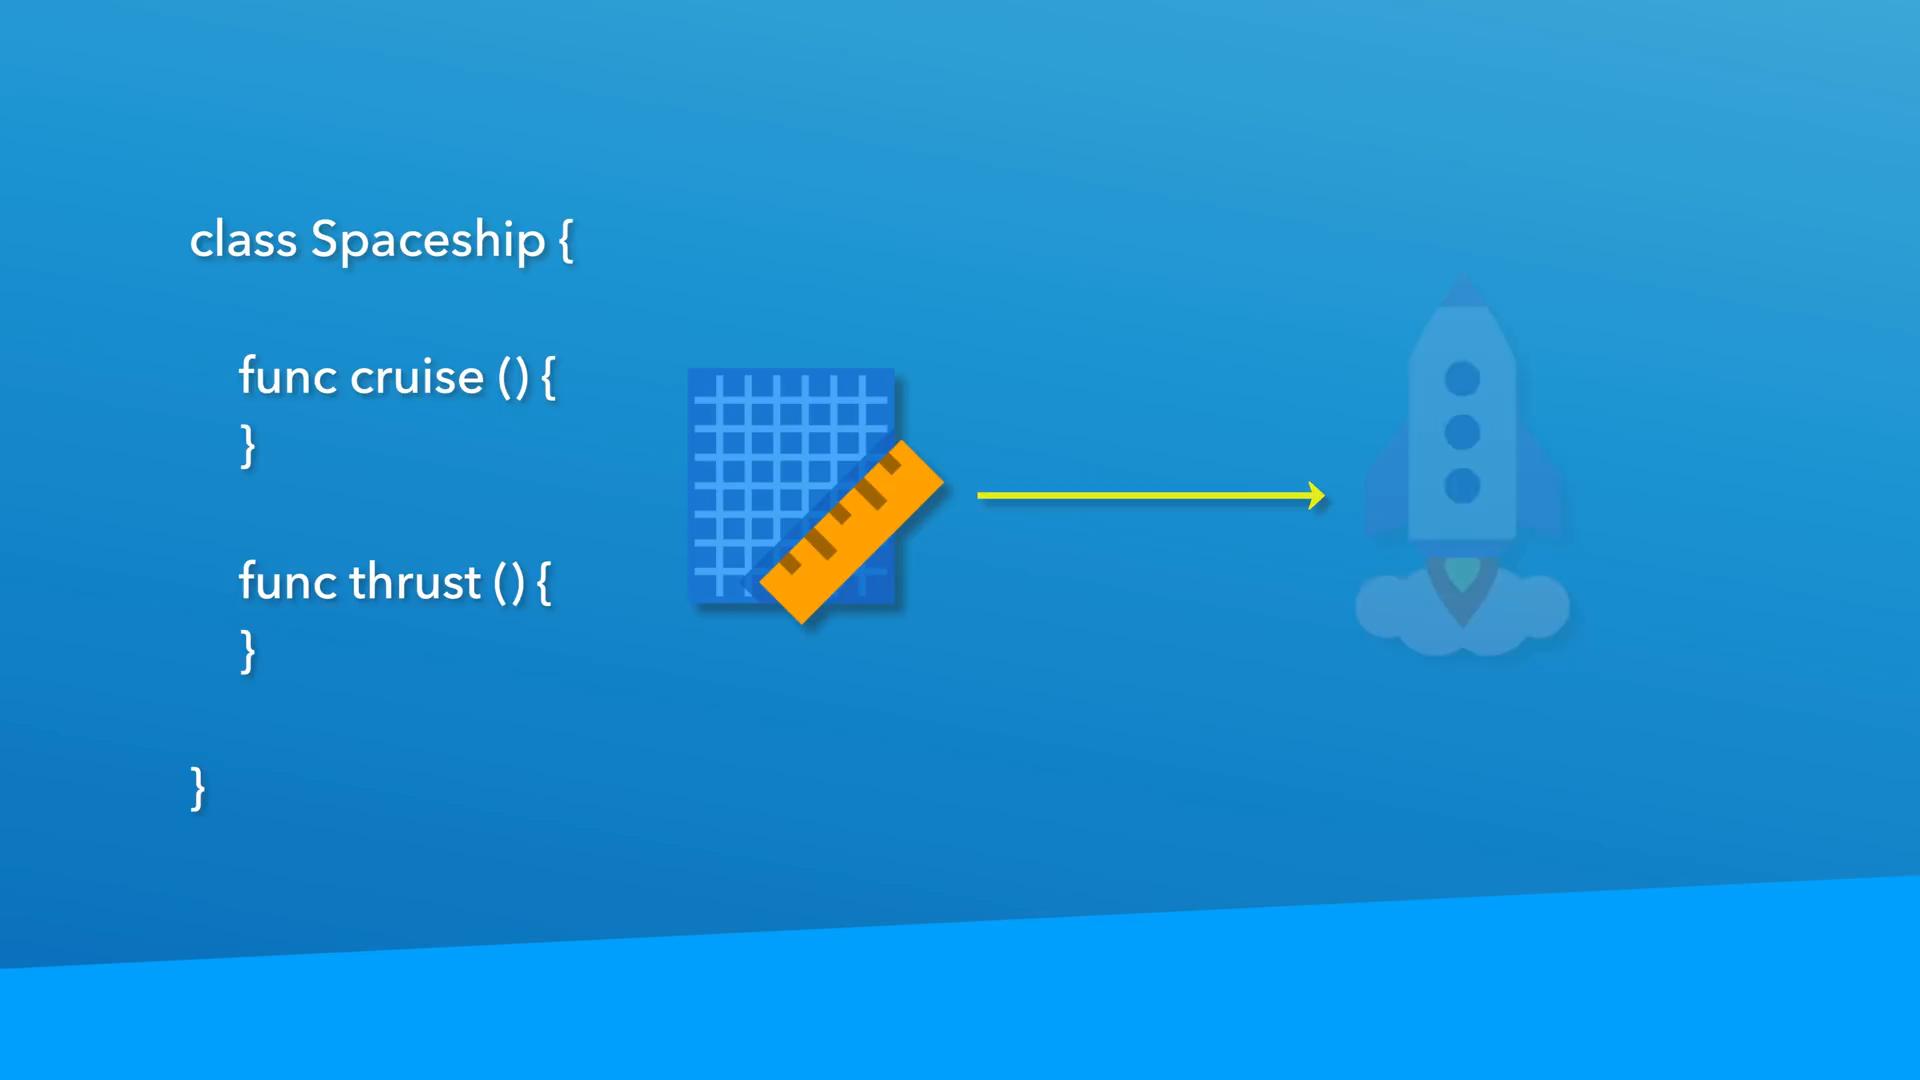 class Spaceship {
func cruise () {
}
func thrust () {
}
}